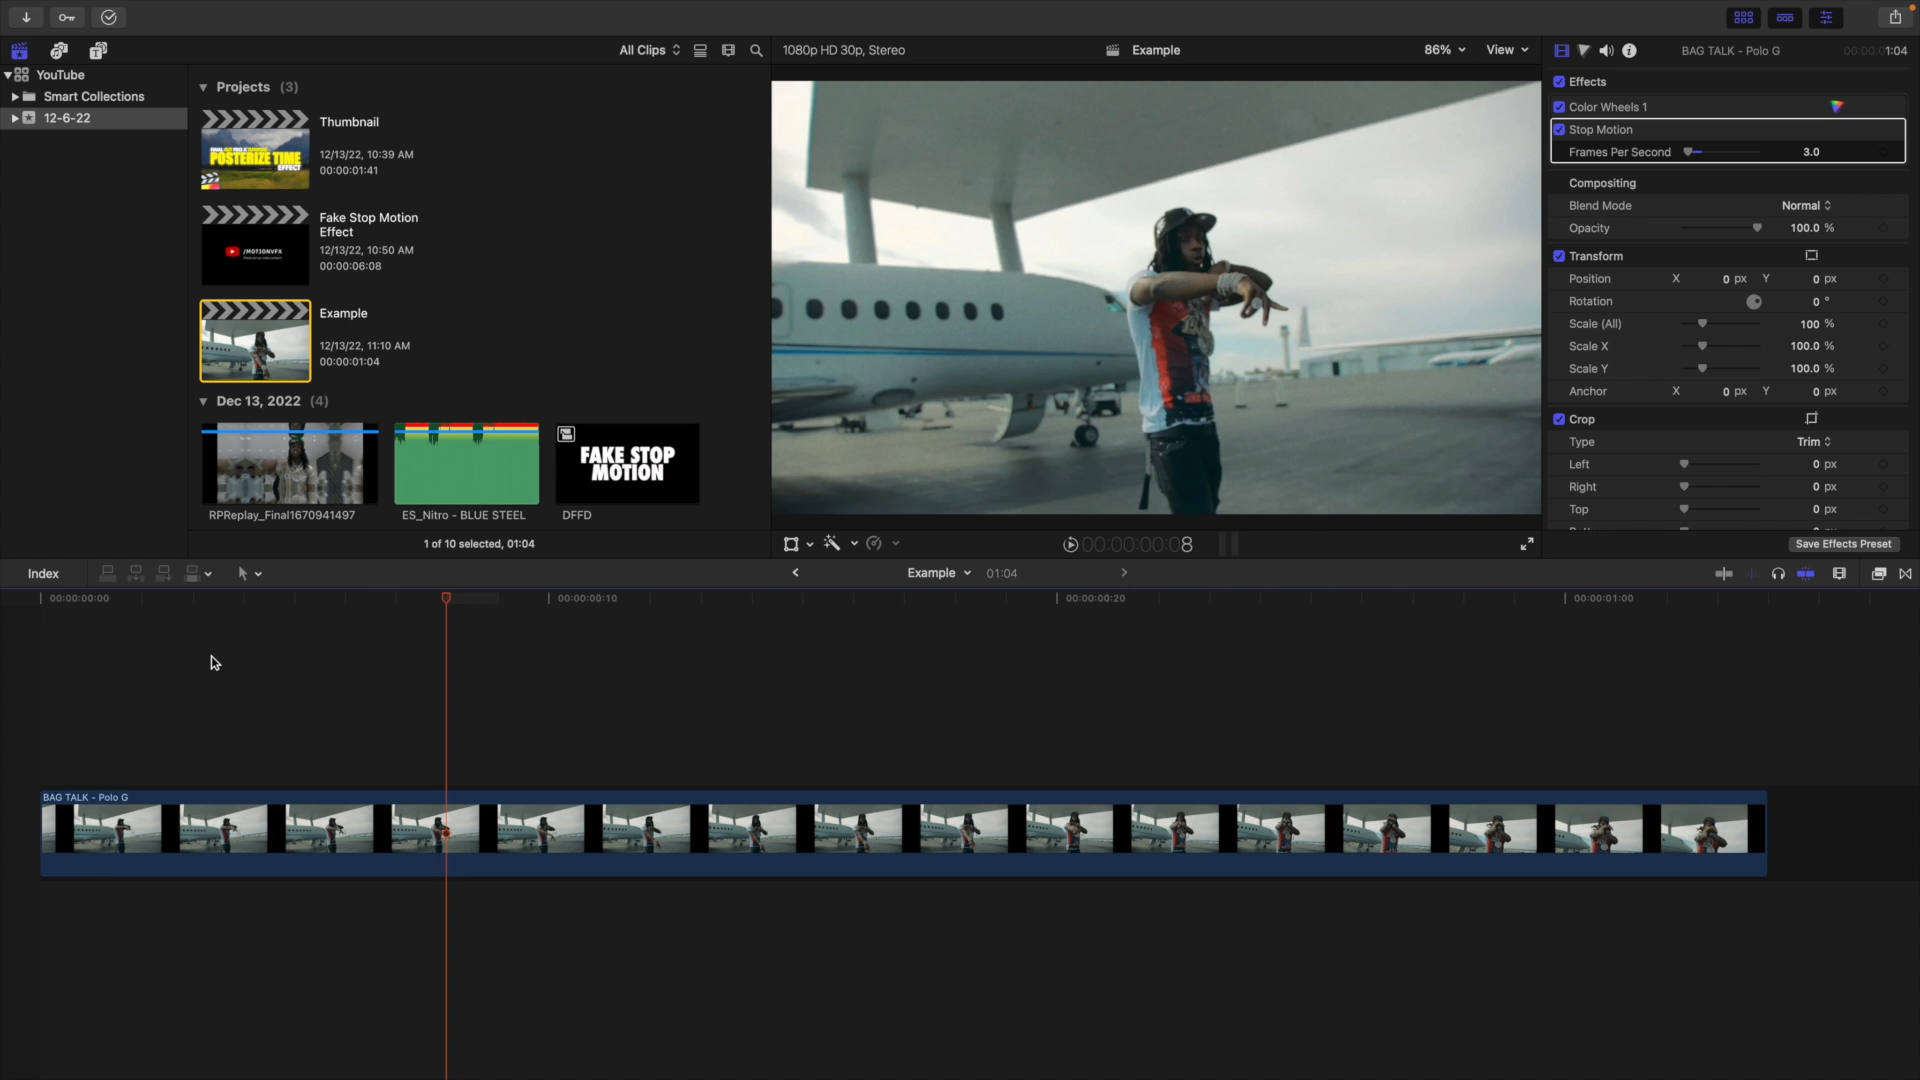 All Clips
1080p HD 30p, Stereo
Example
86%
View
BAG TALK - Polo G
00:00:01:04
YouTube
Smart Collections
12-6-22
Projects (3)
Thumbnail
12/13/22, 10:39 AM
00:00:01:41
FINAL CUT PRO X TUTORIAL
POSTERIZE TIME
EFFECT
Fake Stop Motion
Effect
12/13/22, 10:50 AM
00:00:06:08
/MOTIONVFX
Example
12/13/22, 11:10 AM
00:00:01:04
Dec 13, 2022 (4)
FAKE STOP
MOTION
RPReplay_Final1670941497
ES_Nitro - BLUE STEEL
DFFD
1 of 10 selected, 01:04
00:00:00:08
Effects
Color Wheels 1
Stop Motion
Frames Per Second 3.0
Compositing
Blend Mode Normal
Opacity 100.0 %
Transform
Position X 0 px Y 0 px
Rotation 0 °
Scale (All) 100 %
Scale X 100.0 %
Scale Y 100.0 %
Anchor X 0 px Y 0 px
Crop
Type Trim
Left 0 px
Right 0 px
Top 0 px
Save Effects Preset
Index
Example 01:04
00:00:00:00
00:00:00:10
00:00:00:20
00:00:01:00
BAG TALK - Polo G